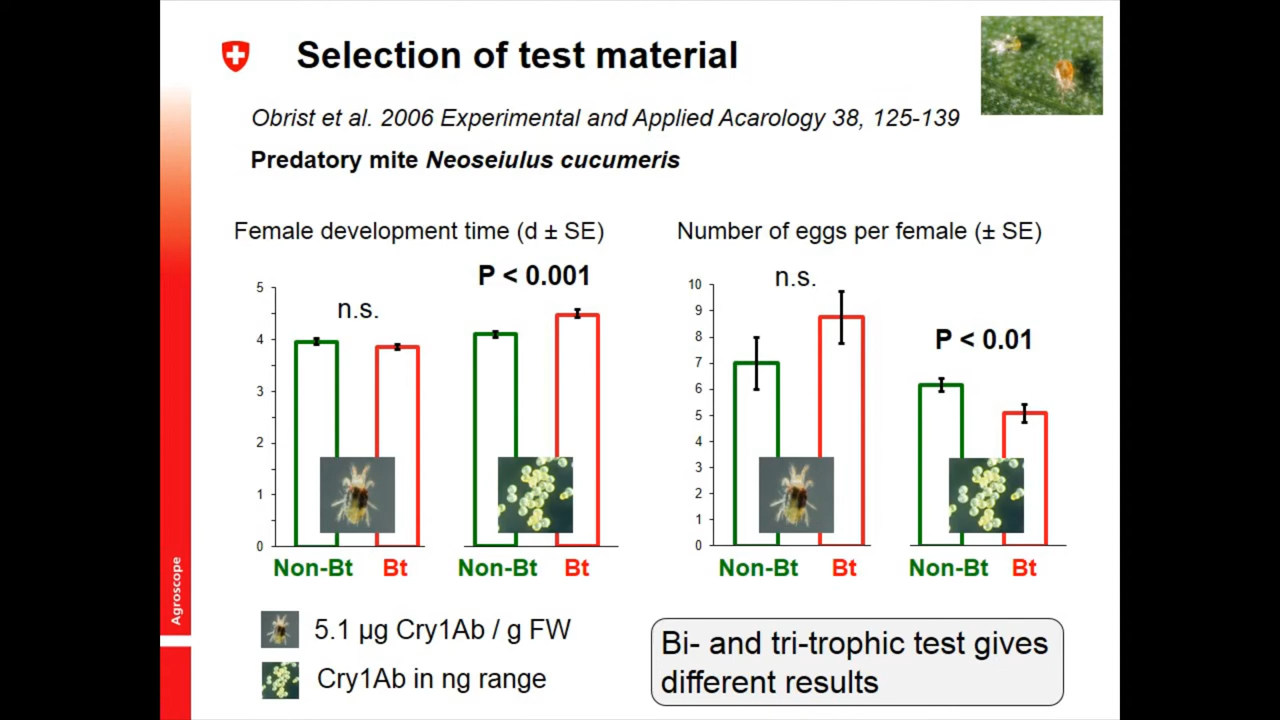 Selection of test material
Obrist et al. 2006 Experimental and Applied Acarology 38, 125-139
Predatory mite Neoseiulus cucumeris
Female development time (d ± SE)
Number of eggs per female (± SE)
n.s.
P < 0.001
n.s.
P < 0.01
5
4
3
2
1
0
10
9
8
7
6
5
4
3
2
1
0
Non-Bt Bt Non-Bt Bt
Non-Bt Bt Non-Bt Bt
5.1 µg Cry1Ab / g FW
Cry1Ab in ng range
Bi- and tri-trophic test gives
different results
Agroscope